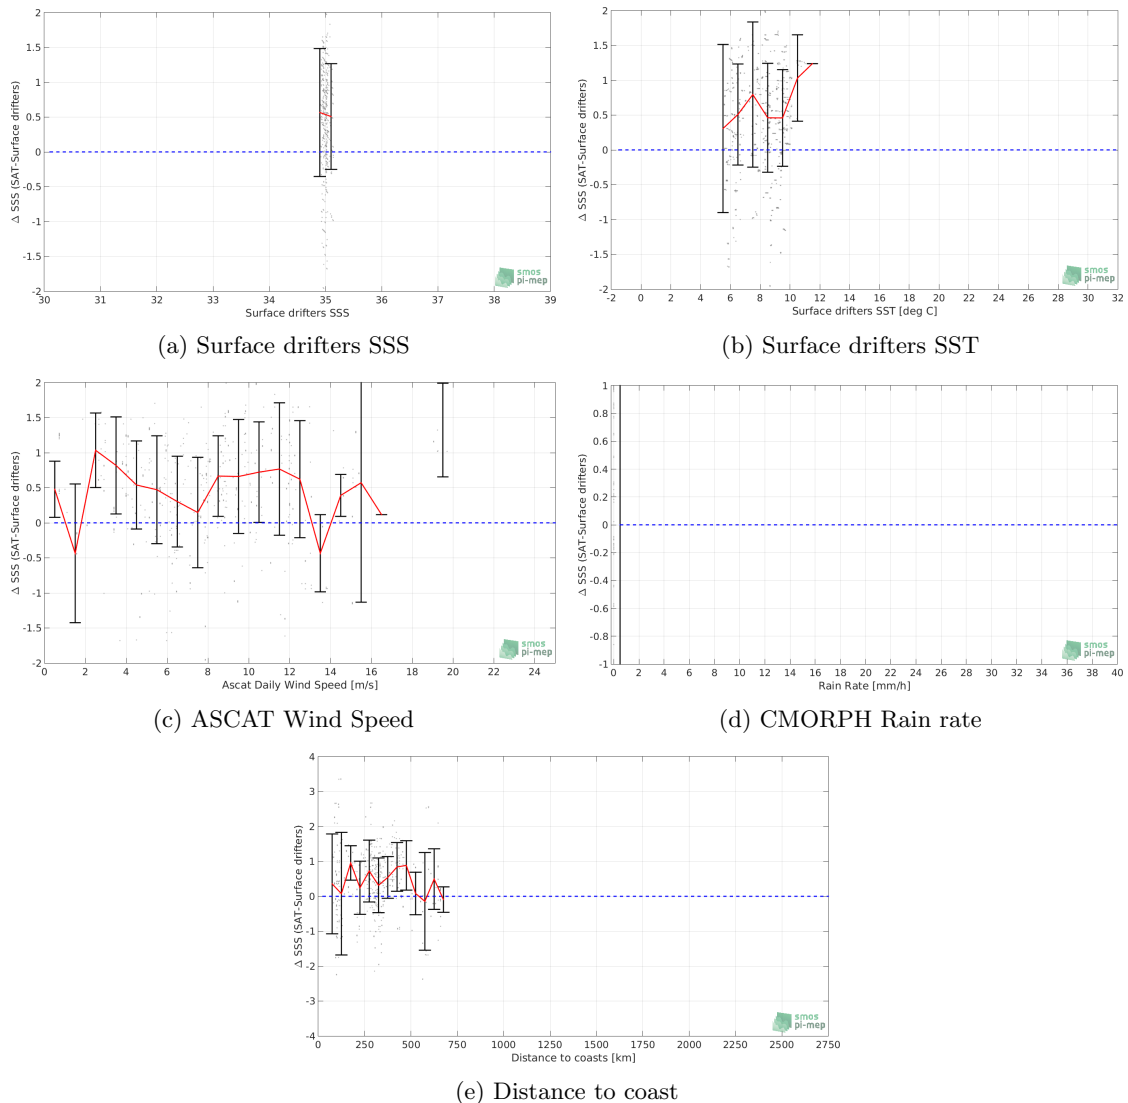 2
1.5
1
0.5
0
-0.5
-1
-1.5
-2
Δ SSS (SAT-Surface drifters)
30 31 32 33 34 35 36 37 38 39
Surface drifters SSS
smos
pi-mep
(a) Surface drifters SSS
2
1.5
1
0.5
0
-0.5
-1
-1.5
-2
Δ SSS (SAT-Surface drifters)
-2 0 2 4 6 8 10 12 14 16 18 20 22 24 26 28 30 32
Surface drifters SST [deg C]
smos
pi-mep
(b) Surface drifters SST
2
1.5
1
0.5
0
-0.5
-1
-1.5
-2
Δ SSS (SAT-Surface drifters)
0 2 4 6 8 10 12 14 16 18 20 22 24
Ascat Daily Wind Speed [m/s]
smos
pi-mep
(c) ASCAT Wind Speed
1
0.8
0.6
0.4
0.2
0
-0.2
-0.4
-0.6
-0.8
-1
Δ SSS (SAT-Surface drifters)
0 2 4 6 8 10 12 14 16 18 20 22 24 26 28 30 32 34 36 38 40
Rain Rate [mm/h]
smos
pi-mep
(d) CMORPH Rain rate
4
3
2
1
0
-1
-2
-3
-4
Δ SSS (SAT-Surface drifters)
0 250 500 750 1000 1250 1500 1750 2000 2250 2500 2750
Distance to coasts [km]
smos
pi-mep
(e) Distance to coast